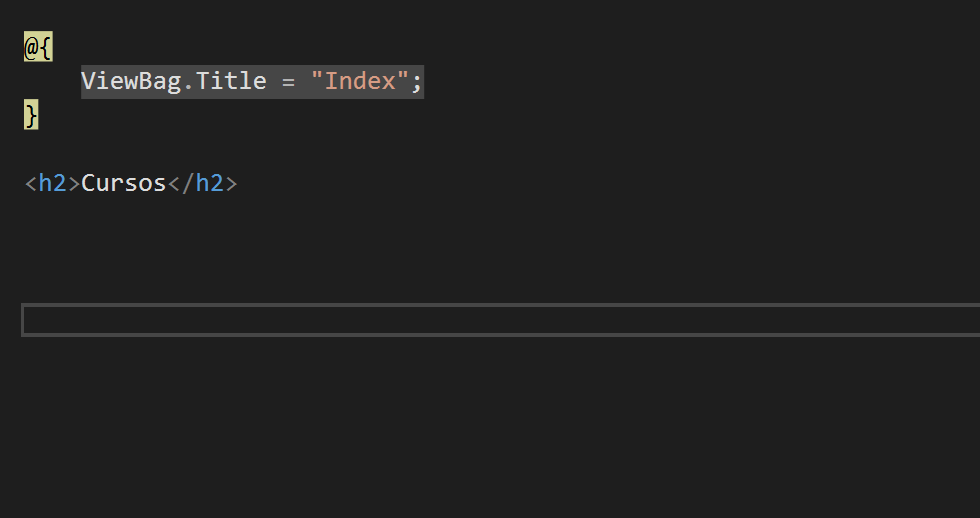 @{
    ViewBag.Title = "Index";
}
<h2>Cursos</h2>